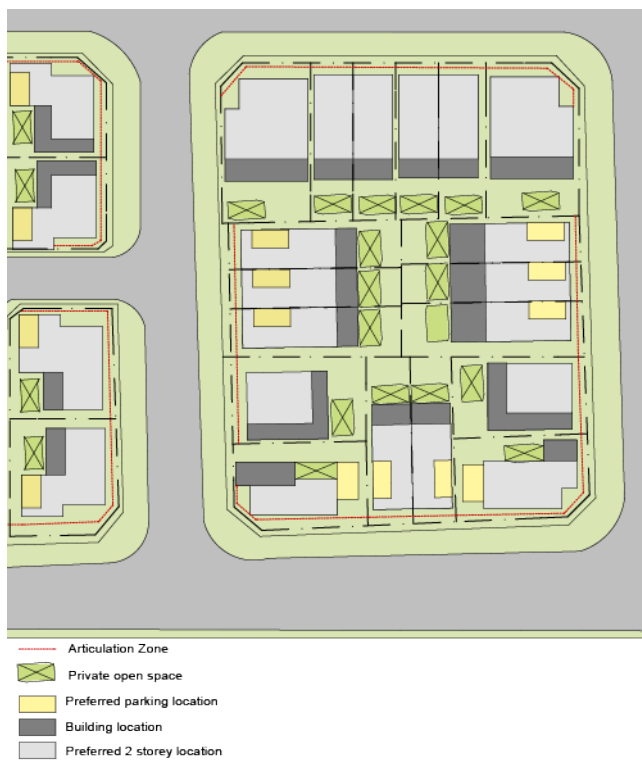 Articulation Zone
Private open space
Preferred parking location
Building location
Preferred 2 storey location